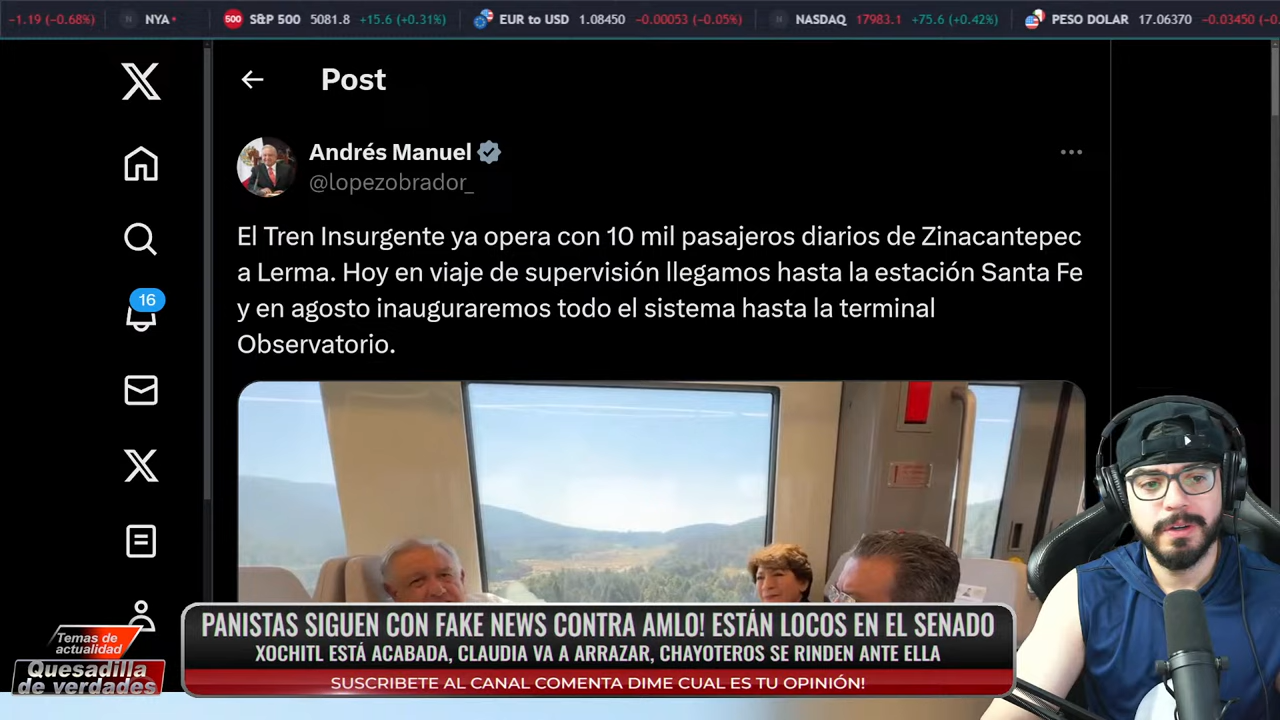 -1.19 (−0.68%) NYA S&P 500 5081.8 +15.6 (+0.31%) EUR to USD 1.08450 -0.00053 (−0.05%) NASDAQ 17983.1 +75.6 (+0.42%) PESO DOLAR 17.06370 -0.03450
500
Post
Andrés Manuel
@lopezobrador_
El Tren Insurgente ya opera con 10 mil pasajeros diarios de Zinacantepec
a Lerma. Hoy en viaje de supervisión llegamos hasta la estación Santa Fe
y en agosto inauguraremos todo el sistema hasta la terminal
Observatorio.
16
Temas de
actualidad
Quesadilla
de verdades
PANISTAS SIGUEN CON FAKE NEWS CONTRA AMLO! ESTÁN LOCOS EN EL SENADO
XOCHITL ESTÁ ACABADA, CLAUDIA VA A ARRAZAR, CHAYOTEROS SE RINDEN ANTE ELLA
SUSCRIBETE AL CANAL COMENTA DIME CUAL ES TU OPINIÓN!